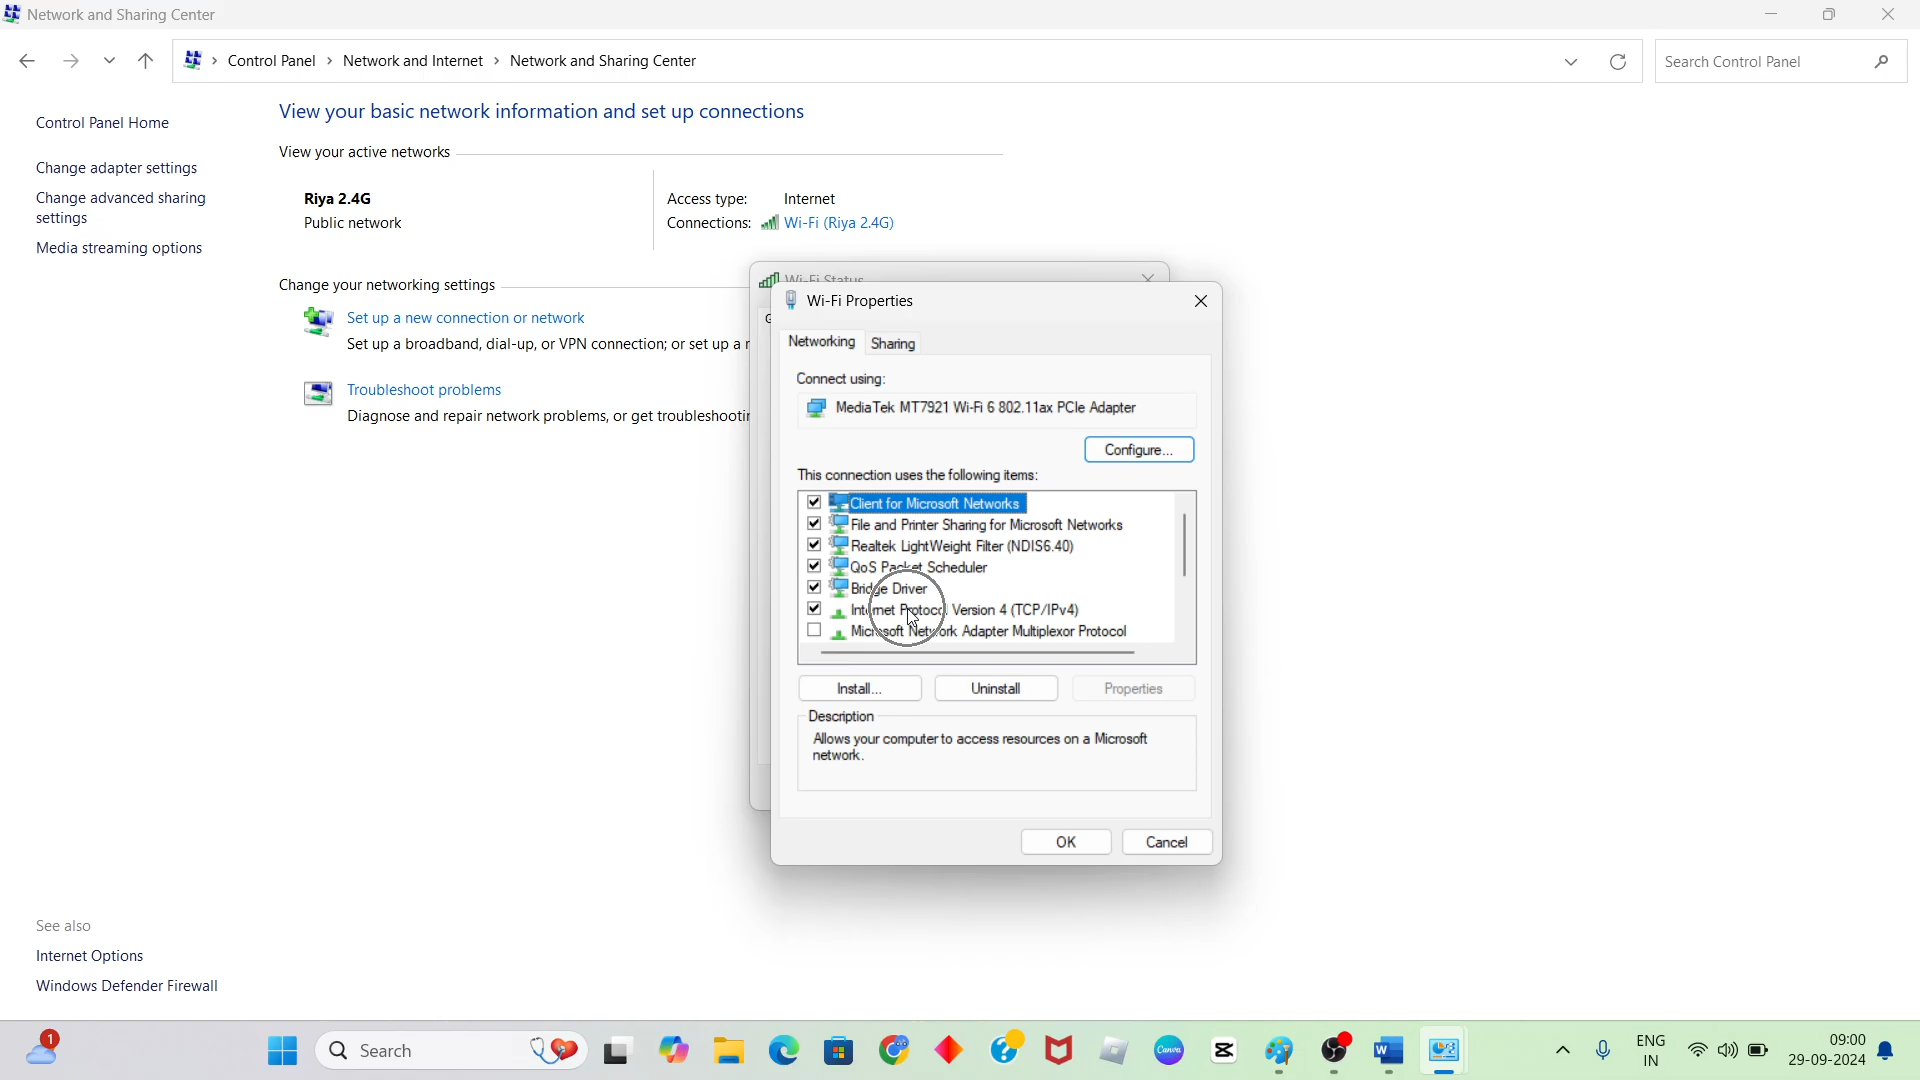 Network and Sharing Center
Control Panel > Network and Internet > Network and Sharing Center
Search Control Panel
Control Panel Home
Change adapter settings
Change advanced sharing
settings
Media streaming options
View your basic network information and set up connections
View your active networks
Riya 2.4G
Public network
Access type: Internet
Connections: Wi-Fi (Riya 2.4G)
Change your networking settings
Set up a new connection or network
Set up a broadband, dial-up, or VPN connection; or set up a
Troubleshoot problems
Diagnose and repair network problems, or get
Wi-Fi Status
Wi-Fi Properties
Networking Sharing
Connect using:
MediaTek MT7921 Wi-Fi 6 802.11ax PCIe Adapter
Configure...
This connection uses the following items:
Client for Microsoft Networks
File and Printer Sharing for Microsoft Networks
Realtek LightWeight Filter (NDIS6.40)
QoS Packet Scheduler
Bridge Driver
Internet Protocol Version 4 (TCP/IPv4)
Microsoft Network Adapter Multiplexor Protocol
Install... Uninstall Properties
Description
Allows your computer to access resources on a Microsoft
network.
OK Cancel
See also
Internet Options
Windows Defender Firewall
1
Search
Canva
ENG
IN
09:00
29-09-2024